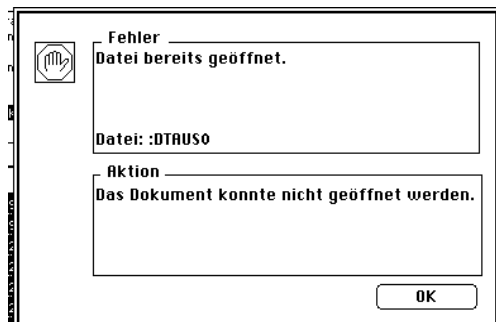 Fehler
Datei bereits geöffnet.
Datei: :DTAUS0
Aktion
Das Dokument konnte nicht geöffnet werden.
OK